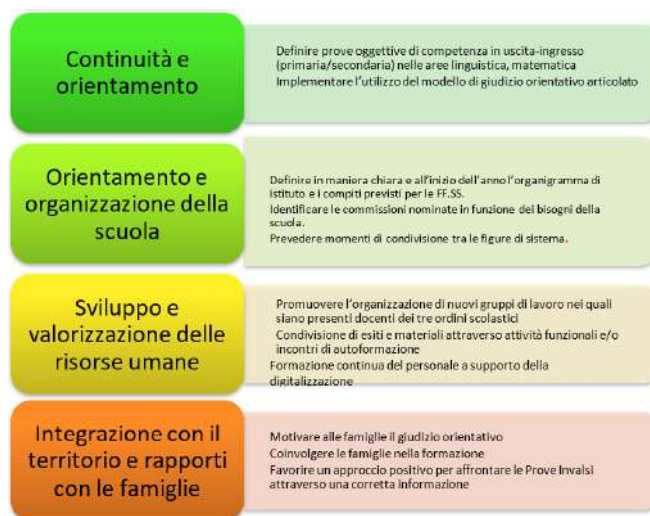 Continuità e
orientamento
Definire prove oggettive di competenza in uscita-ingresso
(primaria/secondaria) nelle aree linguistica, matematica
Implementare l'utilizzo del modello di giudizio orientativo articolato
Orientamento e
organizzazione della
scuola
Definire in maniera chiara e all'inizio dell'anno l'organigramma di
istituto e i compiti previsti per le FF.SS.
Identificare le commissioni nominate in funzione dei bisogni della
scuola.
Prevedere momenti di condivisione tra le figure di sistema.
Sviluppo e
valorizzazione delle
risorse umane
Promuovere l'organizzazione di nuovi gruppi di lavoro nei quali
siano presenti docenti dei tre ordini scolastici
Condivisione di esiti e materiali attraverso attività funzionali e/o
incontri di autoformazione
Formazione continua del personale a supporto della
digitalizzazione
Integrazione con il
territorio e rapporti
con le famiglie
Motivare alle famiglie il giudizio orientativo
Coinvolgere le famiglie nella formazione
Favorire un approccio positivo per affrontare le Prove Invalsi
attraverso una corretta informazione